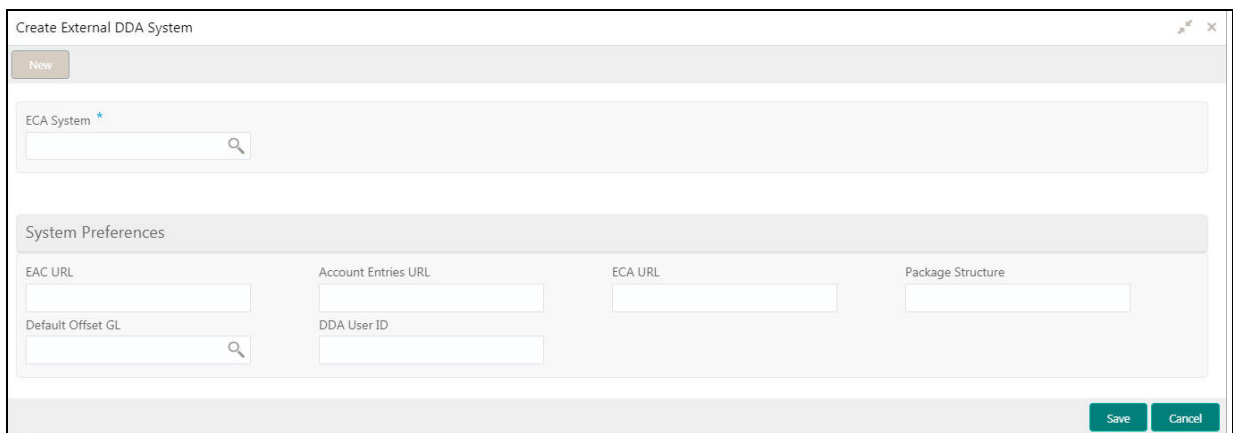 Create External DDA System
New
ECA System *
System Preferences
EAC URL
Account Entries URL
ECA URL
Package Structure
Default Offset GL
DDA User ID
Save
Cancel